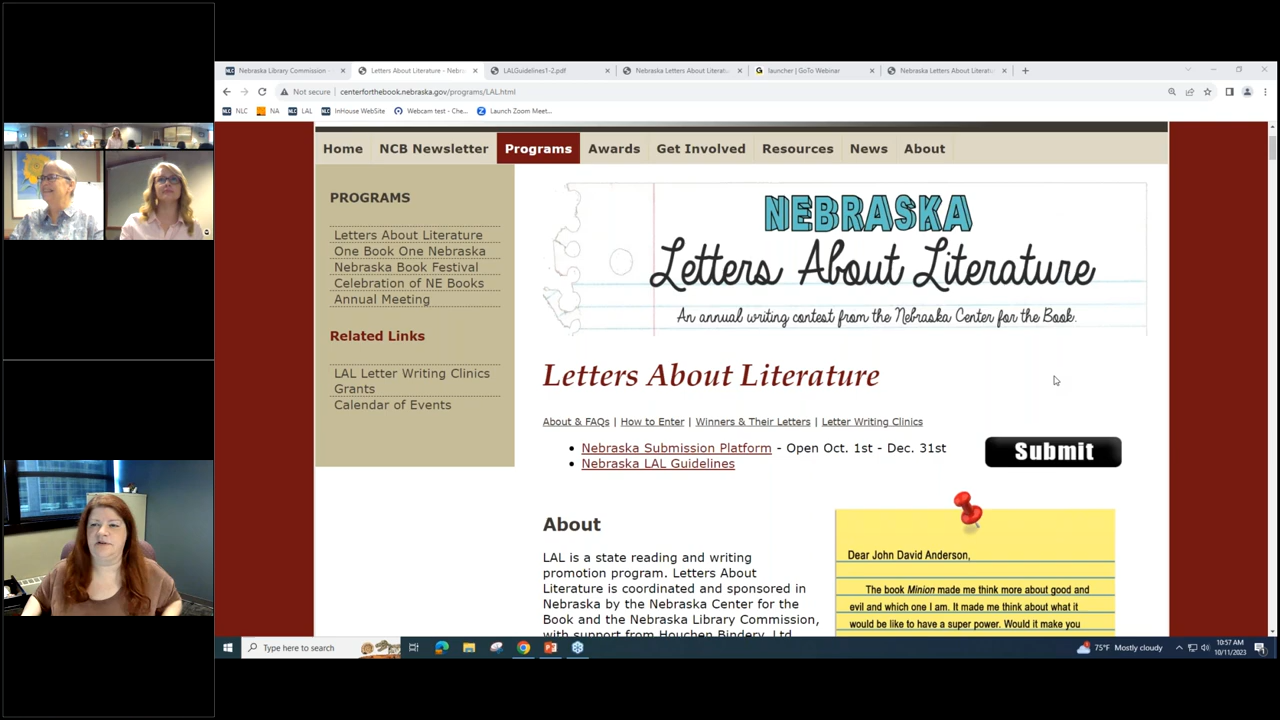 Nebraska Library Commission -
Letters About Literature - Nebra
LALGuidelines1-2.pdf
Nebraska Letters About Literatu
launcher | GoTo Webinar
Nebraska Letters About Literatu
Not secure | centerforthebook.nebraska.gov/programs/LAL.html
NLC
NA
LAL
InHouse WebSite
Webcam test - Che...
Launch Zoom Meet...
Home NCB Newsletter Programs Awards Get Involved Resources News About
PROGRAMS
Letters About Literature
One Book One Nebraska
Nebraska Book Festival
Celebration of NE Books
Annual Meeting
Related Links
LAL Letter Writing Clinics
Grants
Calendar of Events
NEBRASKA
Letters About Literature
An annual writing contest from the Nebraska Center for the Book.
Letters About Literature
About & FAQs | How to Enter | Winners & Their Letters | Letter Writing Clinics
• Nebraska Submission Platform - Open Oct. 1st - Dec. 31st
• Nebraska LAL Guidelines
Submit
About
LAL is a state reading and writing
promotion program. Letters About
Literature is coordinated and sponsored in
Nebraska by the Nebraska Center for the
Book and the Nebraska Library Commission,
with support from Houchen Bindery, Ltd.
Dear John David Anderson,
The book Minion made me think more about good and
evil and which one I am. It made me think about what it
would be like to have a super power. Would it make you
Type here to search
75°F Mostly cloudy
10:57 AM
10/11/2023